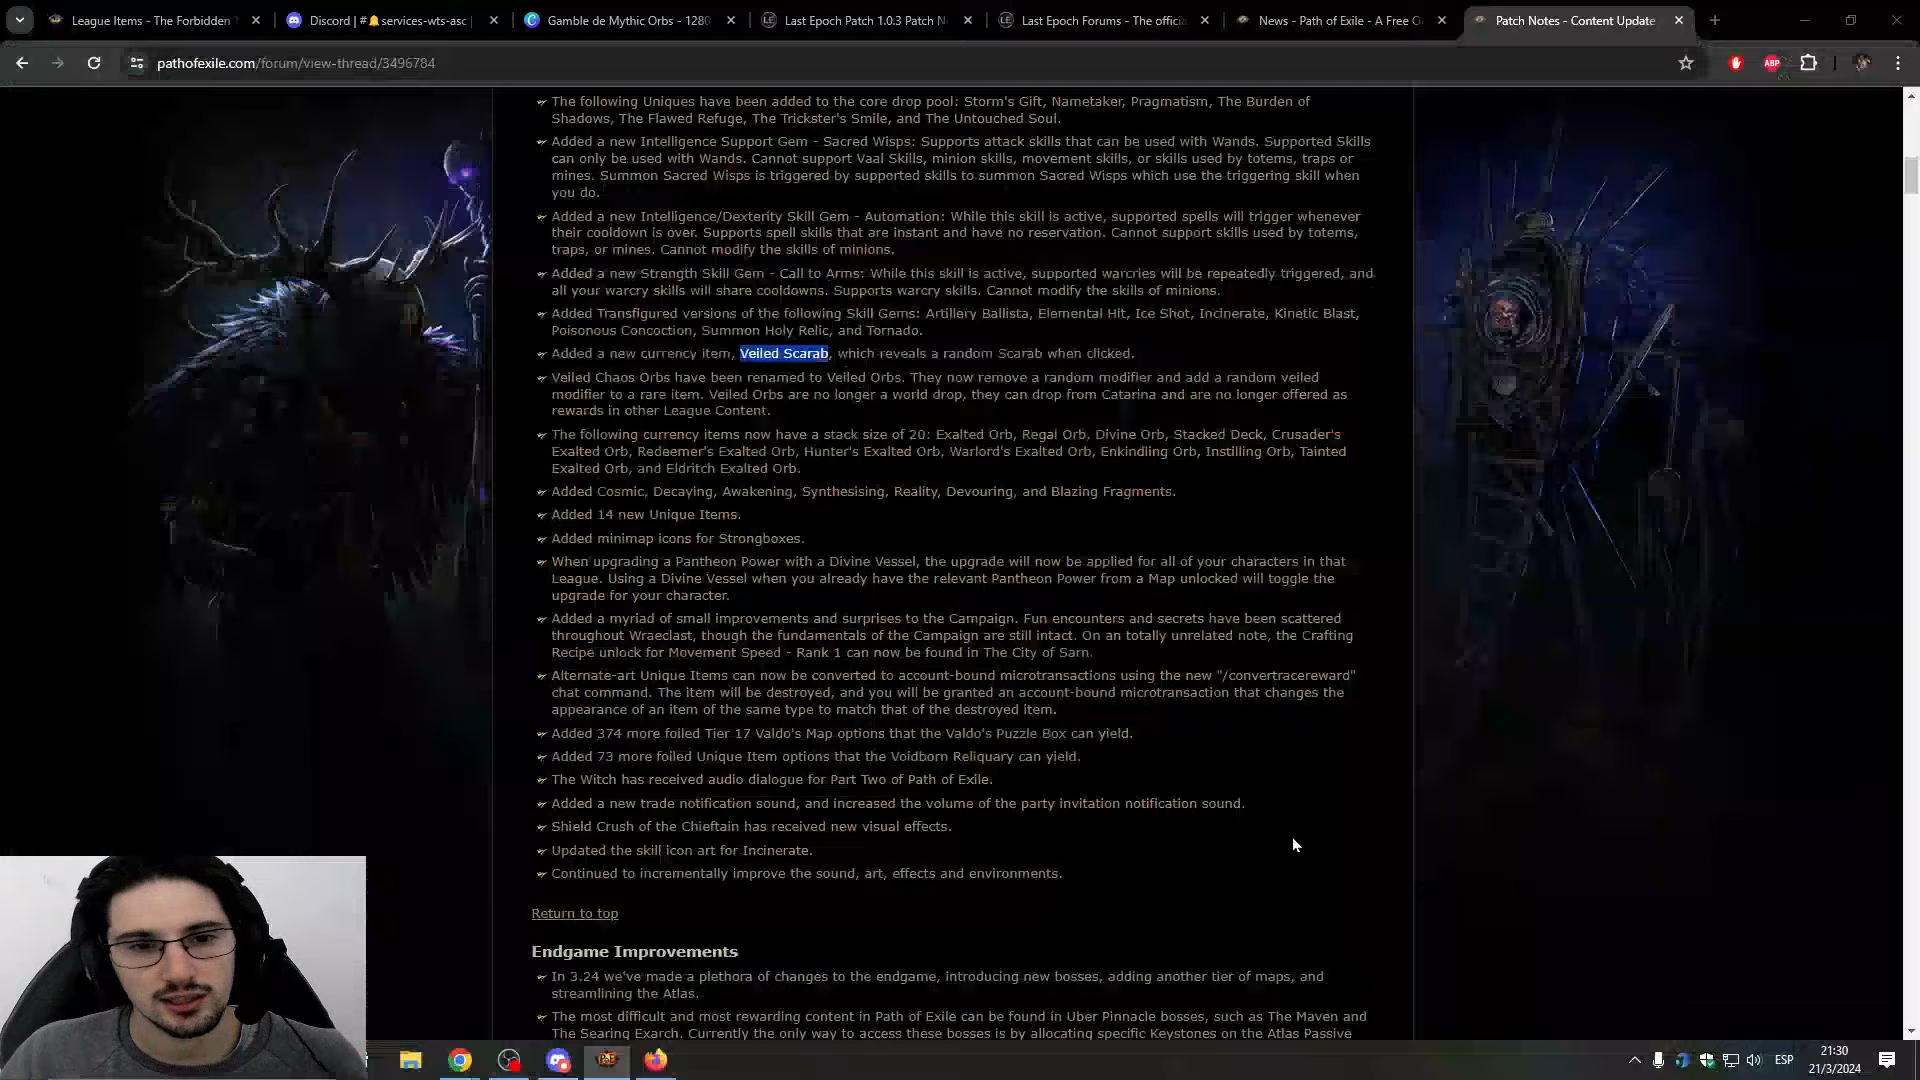 League Items - The Forbidden
Discord | #🔔services-wts-asc |
Gamble de Mythic Orbs - 1280
Last Epoch Patch 1.0.3 Patch N
Last Epoch Forums - The officia
News - Path of Exile - A Free O
Patch Notes - Content Update
pathofexile.com/forum/view-thread/3496784
ABP
The following Uniques have been added to the core drop pool: Storm's Gift, Nametaker, Pragmatism, The Burden of
Shadows, The Flawed Refuge, The Trickster's Smile, and The Untouched Soul.
Added a new Intelligence Support Gem - Sacred Wisps: Supports attack skills that can be used with Wands. Supported Skills
can only be used with Wands. Cannot support Vaal Skills, minion skills, movement skills, or skills used by totems, traps or
mines. Summon Sacred Wisps is triggered by supported skills to summon Sacred Wisps which use the triggering skill when
you do.
Added a new Intelligence/Dexterity Skill Gem - Automation: While this skill is active, supported spells will trigger whenever
their cooldown is over. Supports spell skills that are instant and have no reservation. Cannot support skills used by totems,
traps, or mines. Cannot modify the skills of minions.
Added a new Strength Skill Gem - Call to Arms: While this skill is active, supported warcries will be repeatedly triggered, and
all your warcry skills will share cooldowns. Supports warcry skills. Cannot modify the skills of minions.
Added Transfigured versions of the following Skill Gems: Artillery Ballista, Elemental Hit, Ice Shot, Incinerate, Kinetic Blast,
Poisonous Concoction, Summon Holy Relic, and Tornado.
Added a new currency item, Veiled Scarab, which reveals a random Scarab when clicked.
Veiled Chaos Orbs have been renamed to Veiled Orbs. They now remove a random modifier and add a random veiled
modifier to a rare item. Veiled Orbs are no longer a world drop, they can drop from Catarina and are no longer offered as
rewards in other League Content.
The following currency items now have a stack size of 20: Exalted Orb, Regal Orb, Divine Orb, Stacked Deck, Crusader's
Exalted Orb, Redeemer's Exalted Orb, Hunter's Exalted Orb, Warlord's Exalted Orb, Enkindling Orb, Instilling Orb, Tainted
Exalted Orb, and Eldritch Exalted Orb.
Added Cosmic, Decaying, Awakening, Synthesising, Reality, Devouring, and Blazing Fragments.
Added 14 new Unique Items.
Added minimap icons for Strongboxes.
When upgrading a Pantheon Power with a Divine Vessel, the upgrade will now be applied for all of your characters in that
League. Using a Divine Vessel when you already have the relevant Pantheon Power from a Map unlocked will toggle the
upgrade for your character.
Added a myriad of small improvements and surprises to the Campaign. Fun encounters and secrets have been scattered
throughout Wraeclast, though the fundamentals of the Campaign are still intact. On an totally unrelated note, the Crafting
Recipe unlock for Movement Speed - Rank 1 can now be found in The City of Sarn.
Alternate-art Unique Items can now be converted to account-bound microtransactions using the new "/convertracereward"
chat command. The item will be destroyed, and you will be granted an account-bound microtransaction that changes the
appearance of an item of the same type to match that of the destroyed item.
Added 374 more foiled Tier 17 Valdo's Map options that the Valdo's Puzzle Box can yield.
Added 73 more foiled Unique Item options that the Voidborn Reliquary can yield.
The Witch has received audio dialogue for Part Two of Path of Exile.
Added a new trade notification sound, and increased the volume of the party invitation notification sound.
Shield Crush of the Chieftain has received new visual effects.
Updated the skill icon art for Incinerate.
Continued to incrementally improve the sound, art, effects and environments.
Return to top
Endgame Improvements
In 3.24 we've made a plethora of changes to the endgame, introducing new bosses, adding another tier of maps, and
streamlining the Atlas.
The most difficult and most rewarding content in Path of Exile can be found in Uber Pinnacle bosses, such as The Maven and
The Searing Exarch. Currently the only way to access these bosses is by allocating specific Keystones on the Atlas Passive
ESP
21:30
21/3/2024